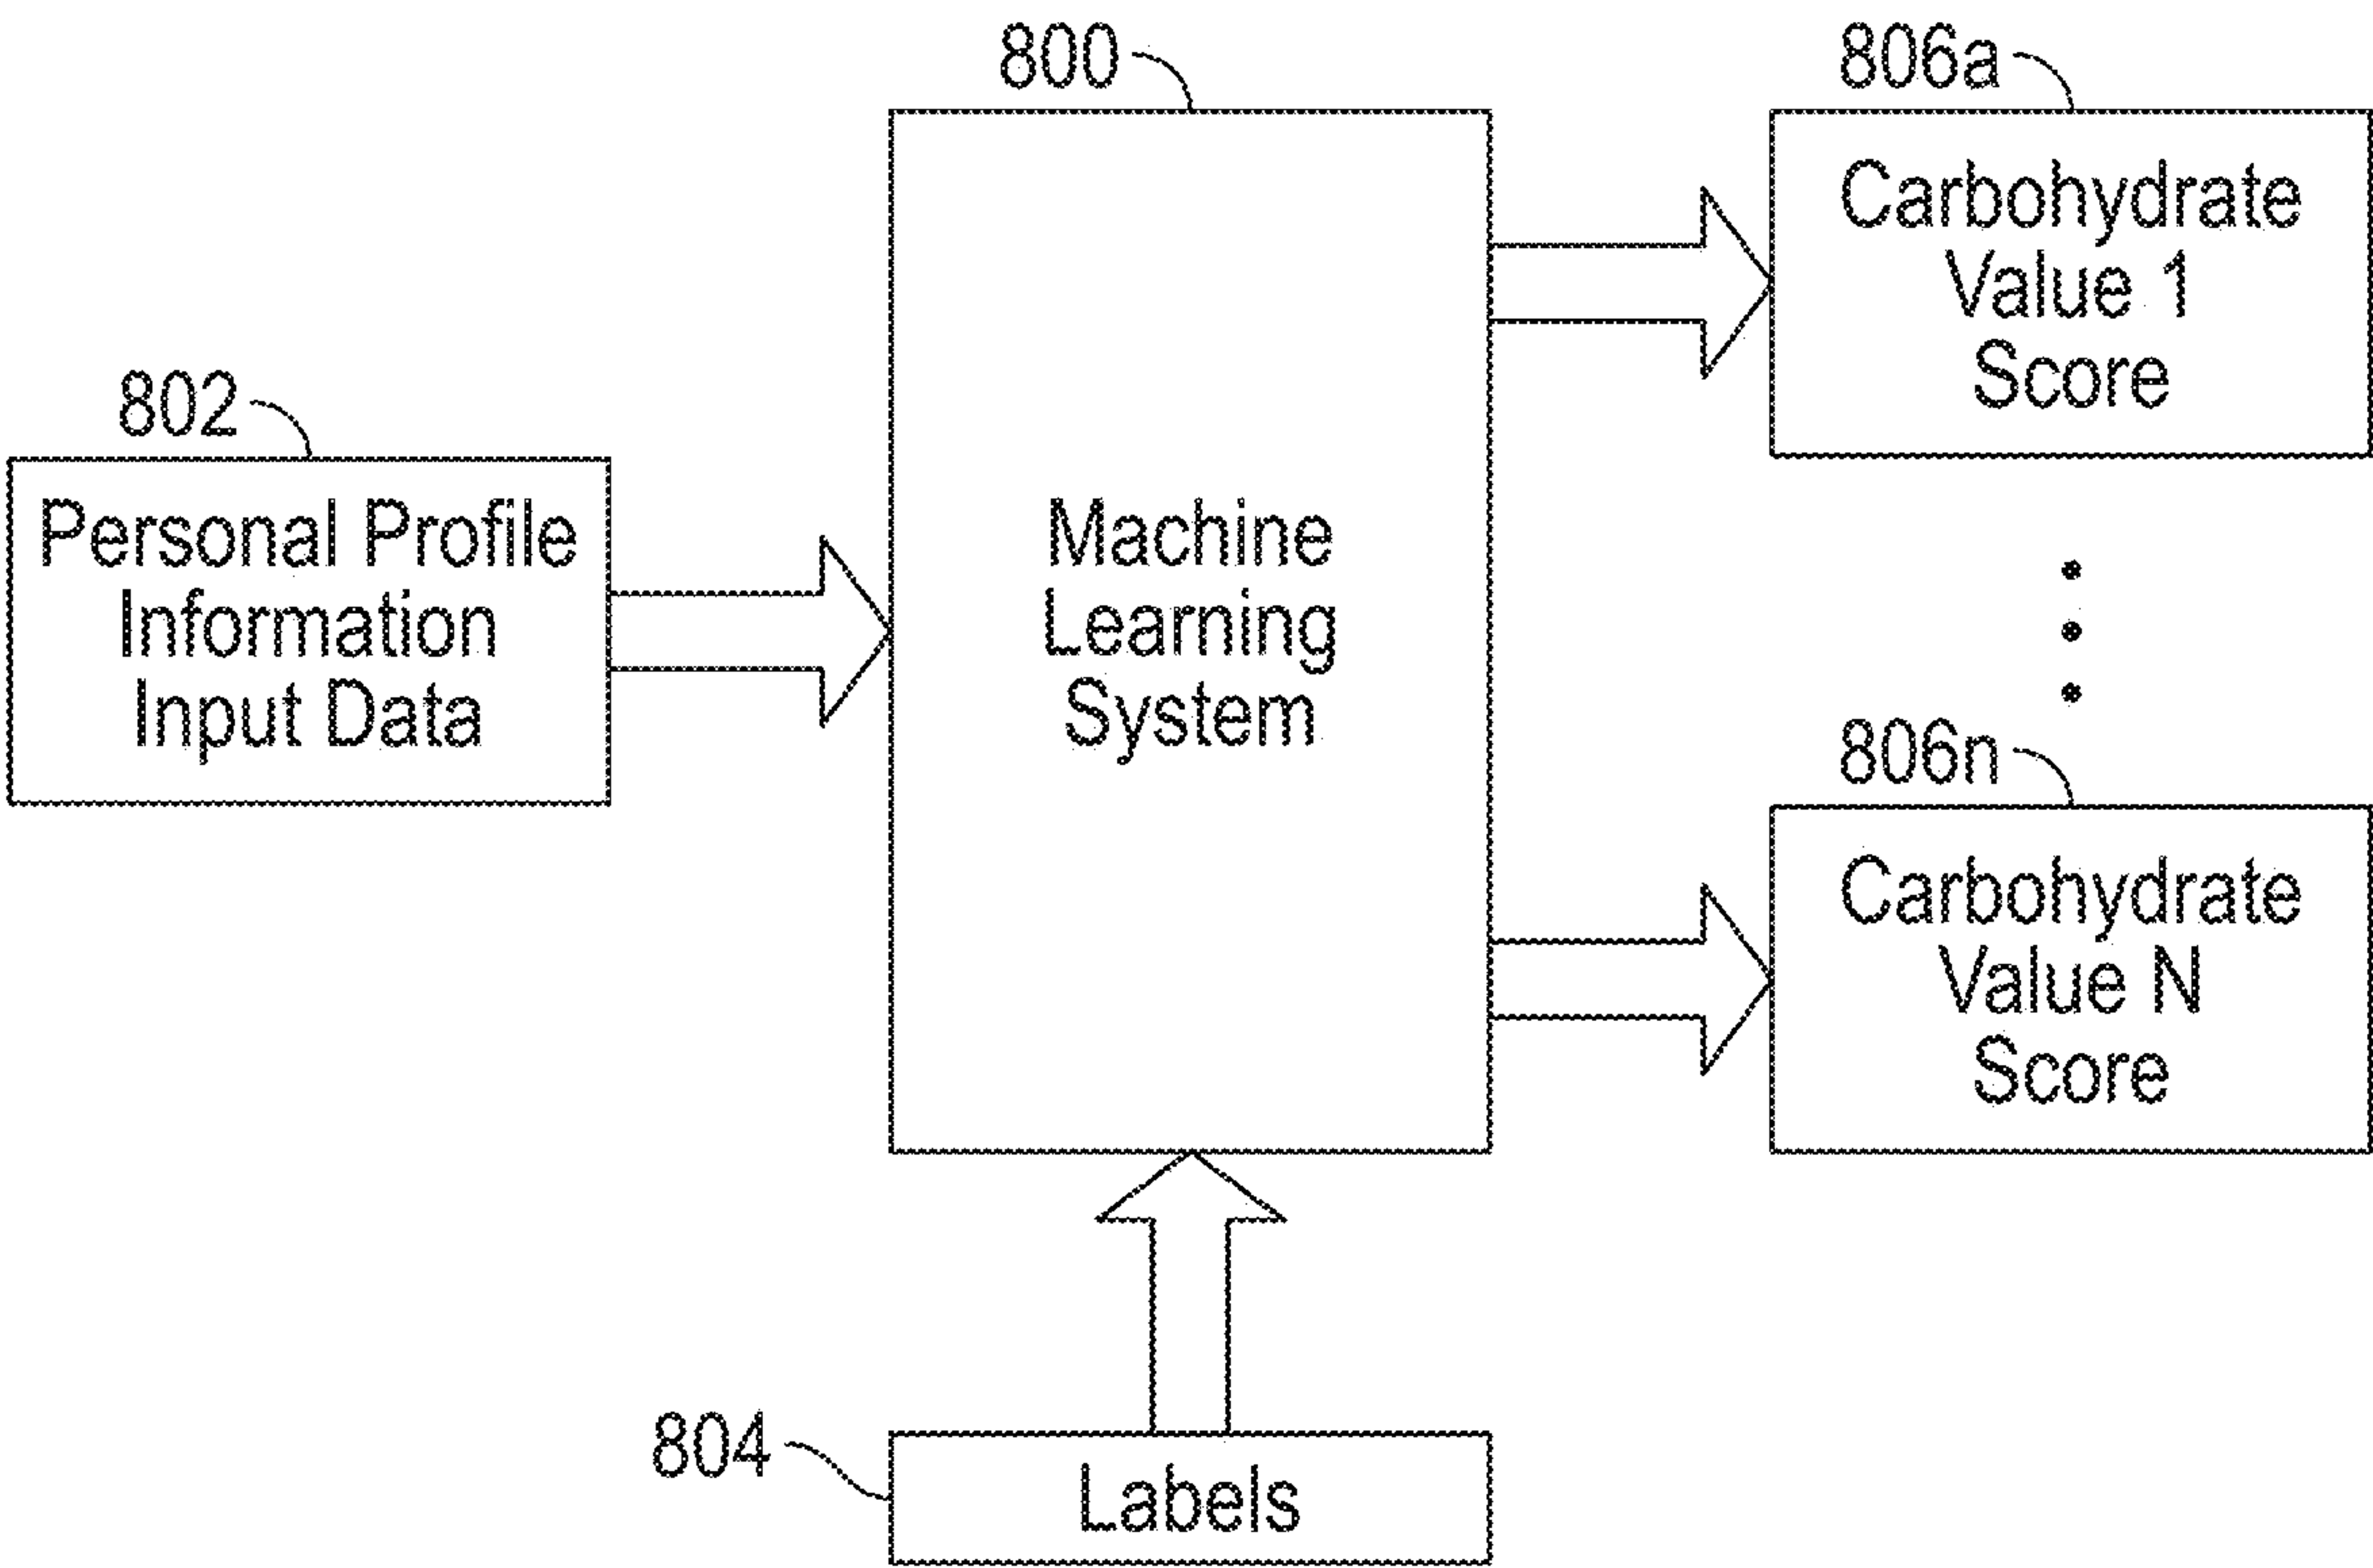 800
806a
Carbohydrate
Value 1
Score
802
Personal Profile
Information
Input Data
Machine
Learning
System
806n
Carbohydrate
Value N
Score
804
Labels